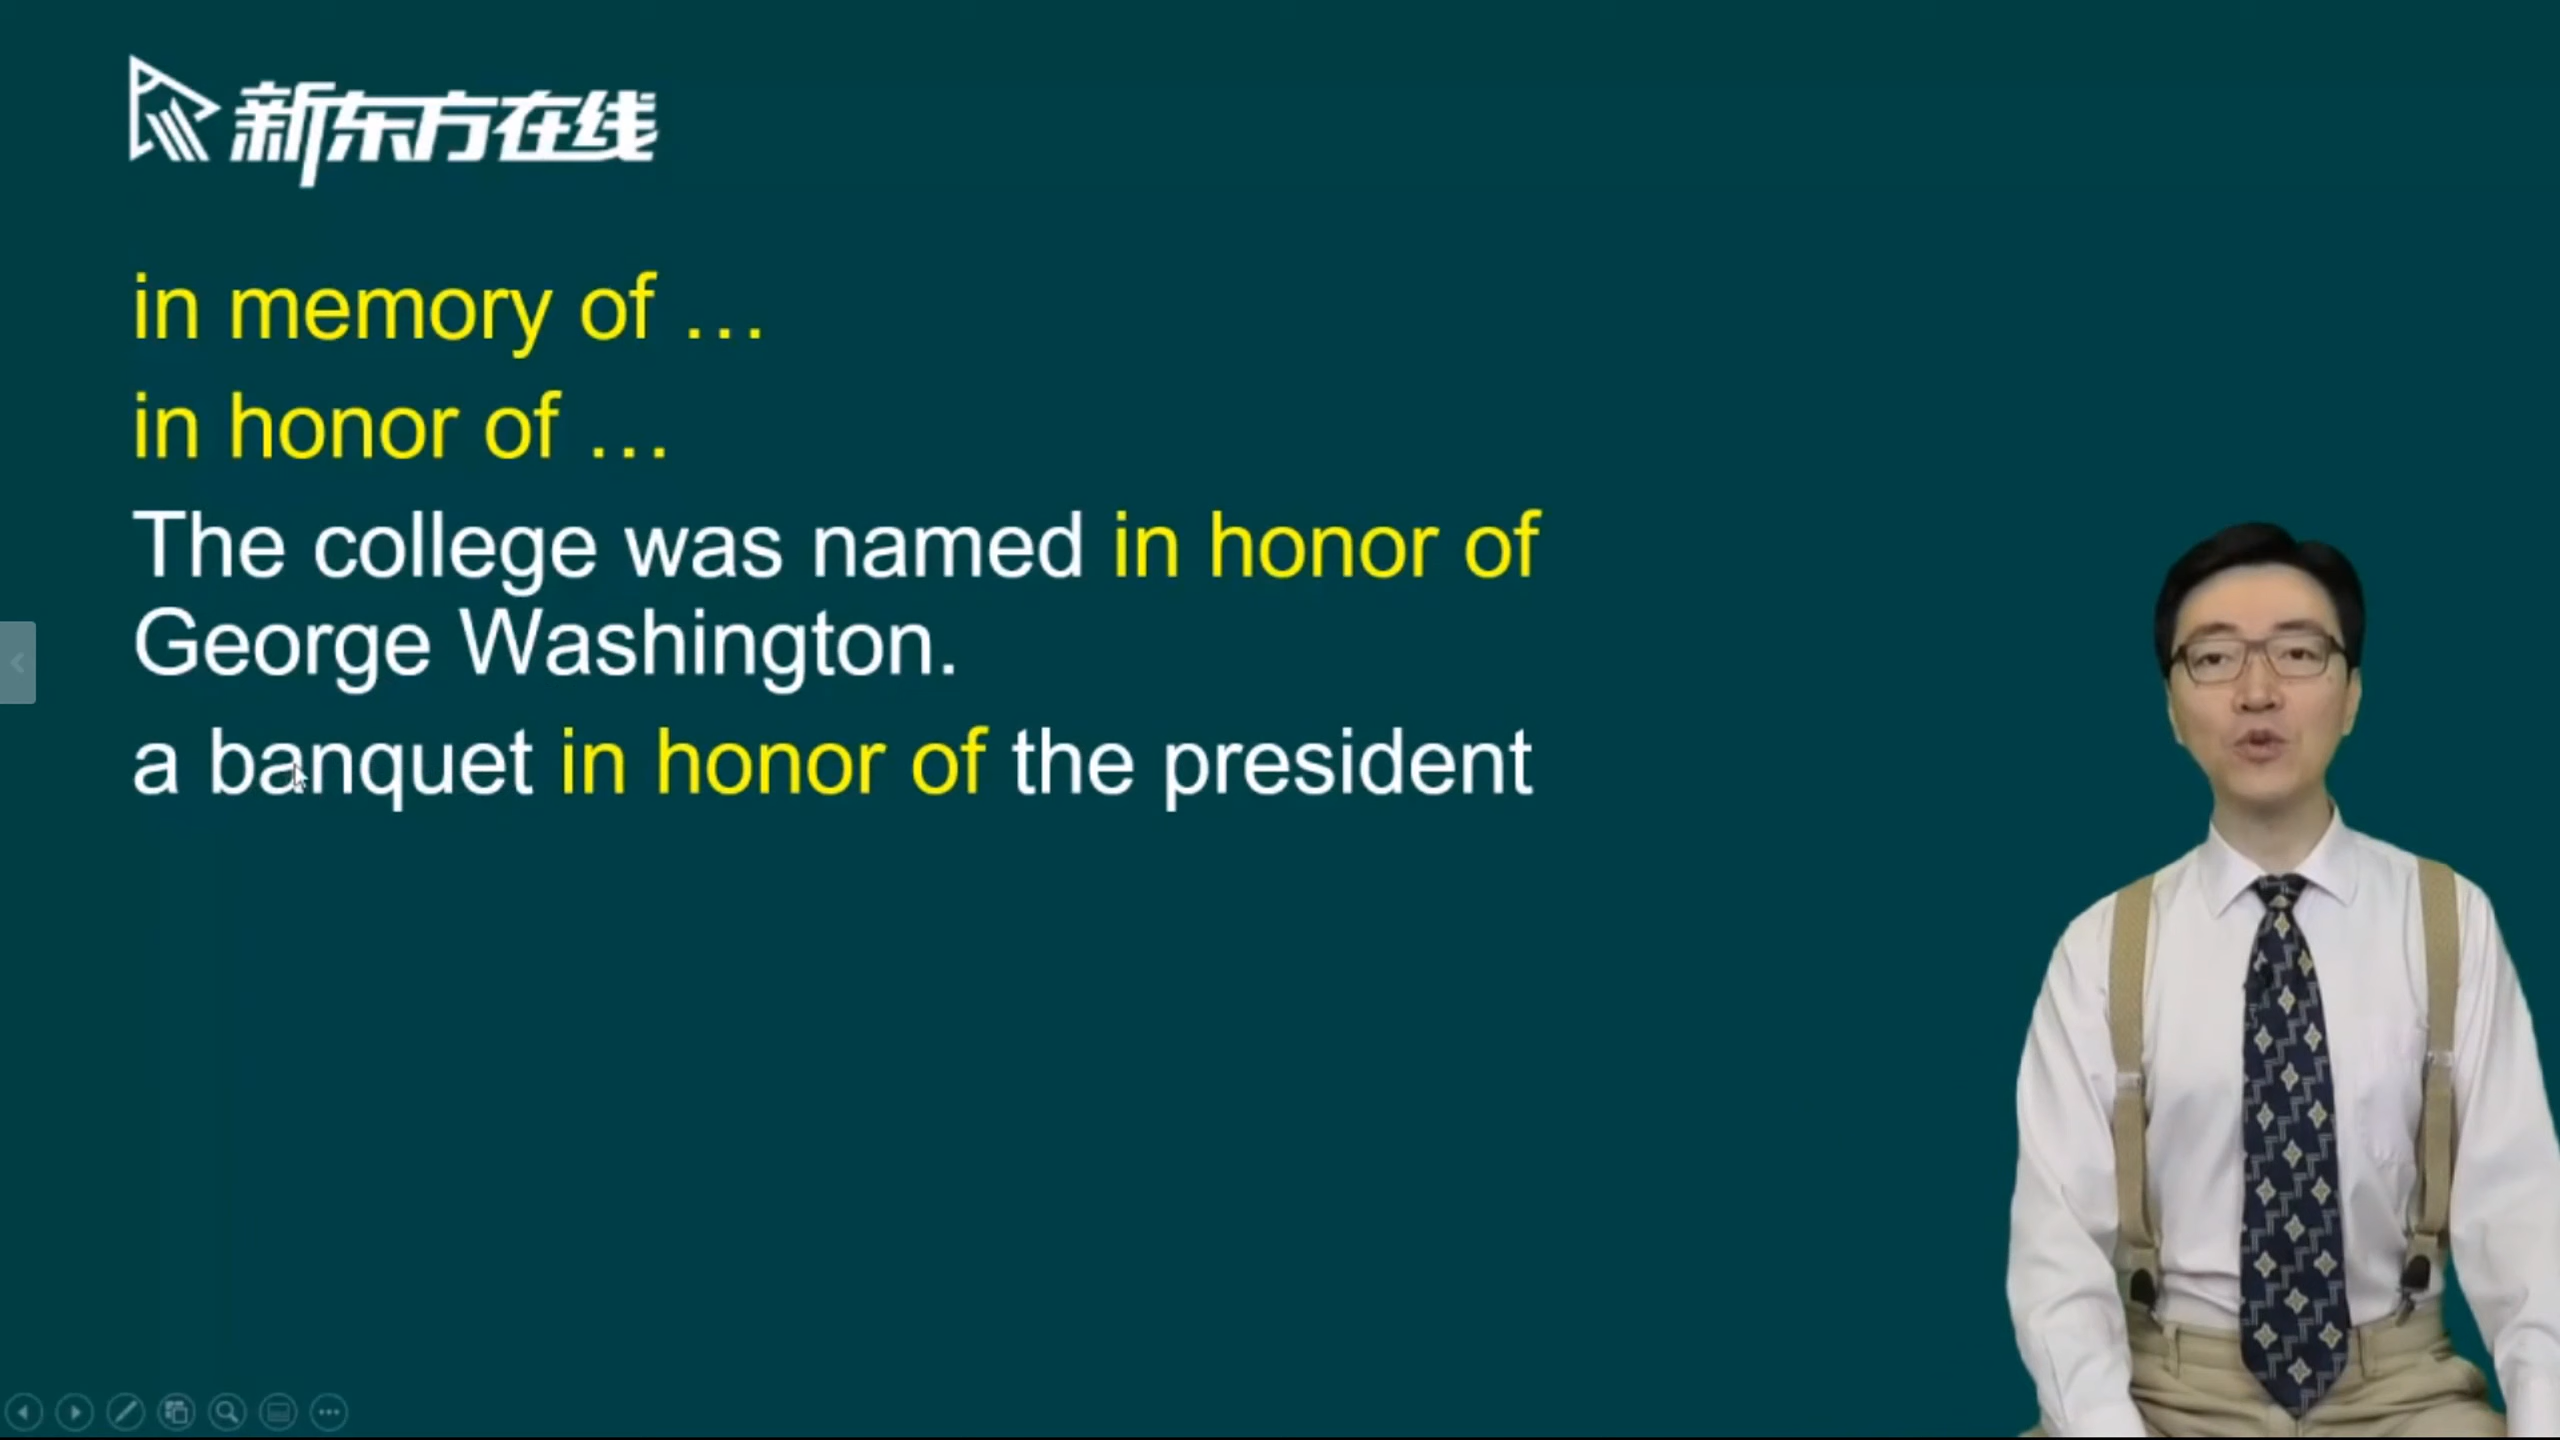 新东方在线
in memory of …
in honor of …
The college was named in honor of
George Washington.
a banquet in honor of the president